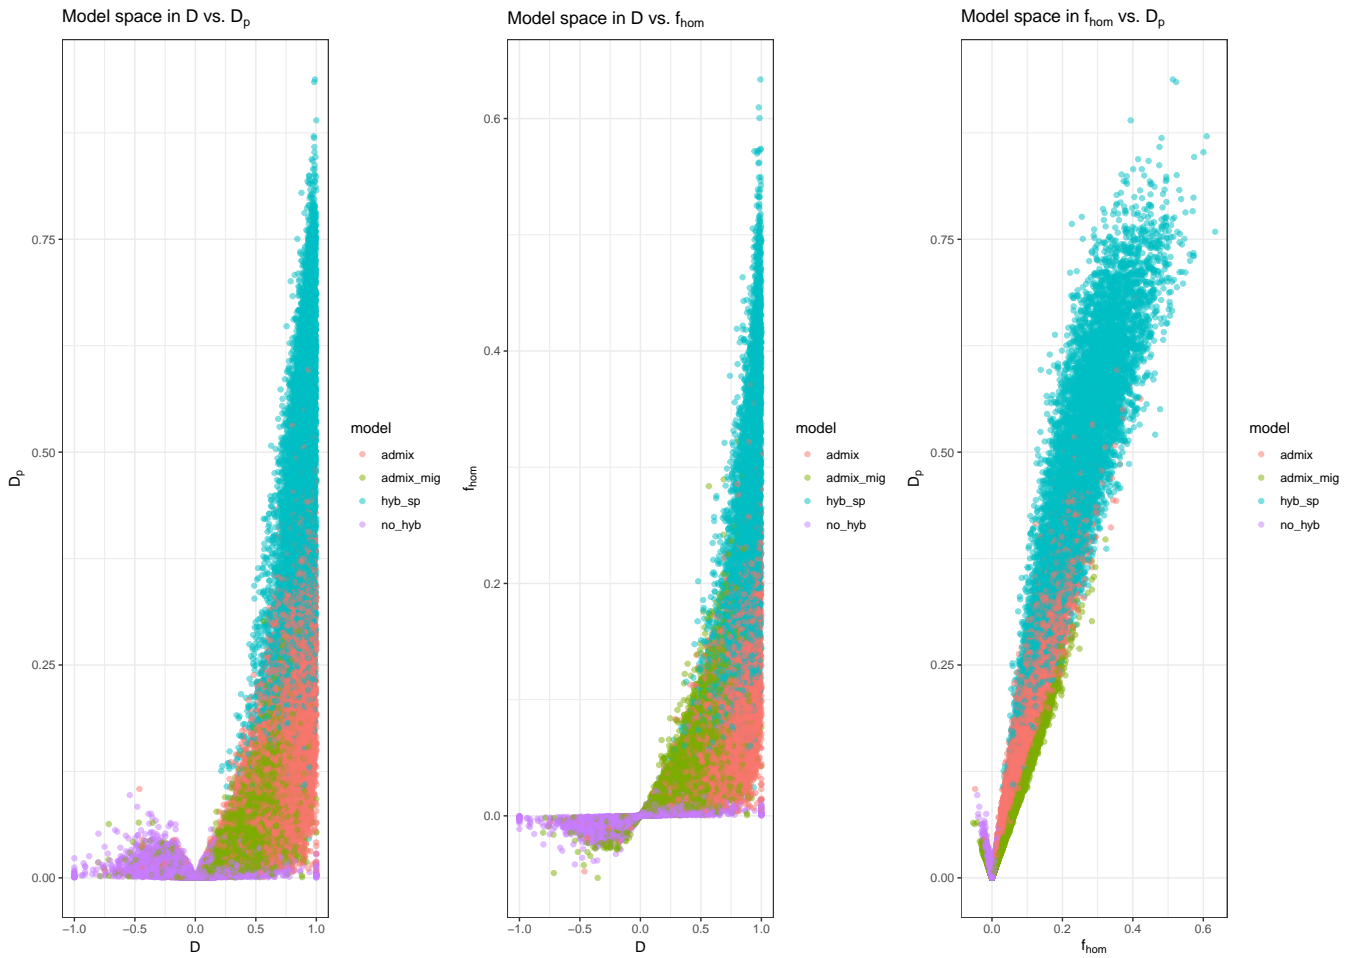 Model space in D vs. Dp
Dp
0.75
0.50
0.25
0.00
−1.0 −0.5 0.0 0.5 1.0
D
model
admix
admix_mig
hyb_sp
no_hyb
Model space in D vs. fhom
fhom
0.6
0.4
0.2
0.0
−1.0 −0.5 0.0 0.5 1.0
D
model
admix
admix_mig
hyb_sp
no_hyb
Model space in fhom vs. Dp
Dp
0.75
0.50
0.25
0.00
0.0 0.2 0.4 0.6
fhom
model
admix
admix_mig
hyb_sp
no_hyb